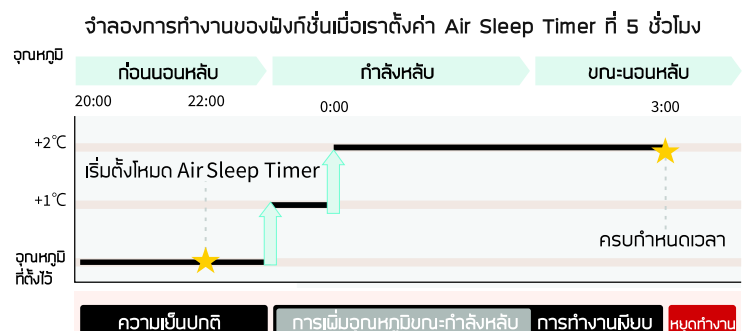 จำลองการทำงานของฟังก์ชั่นเมื่อเราตั้งค่า Air Sleep Timer ที่ 5 ชั่วโมง
อุณหภูมิ
ก่อนนอนหลับ กำลังหลับ ขณะนอนหลับ
20:00 22:00 0:00 3:00
+2°C
เริ่มตั้งโหมด Air Sleep Timer
+1°C
ครบกำหนดเวลา
อุณหภูมิ
ที่ตั้งไว้
ความเย็นปกติ การเพิ่มอุณหภูมิขณะกำลังหลับ การทำงานเงียบ หยุดทำงาน